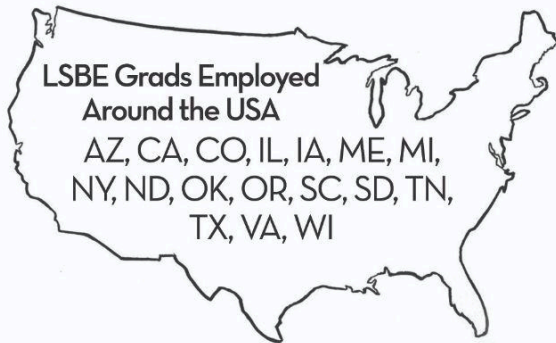 LSBE Grads Employed
Around the USA
AZ, CA, CO, IL, IA, ME, MI,
NY, ND, OK, OR, SC, SD, TN,
TX, VA, WI